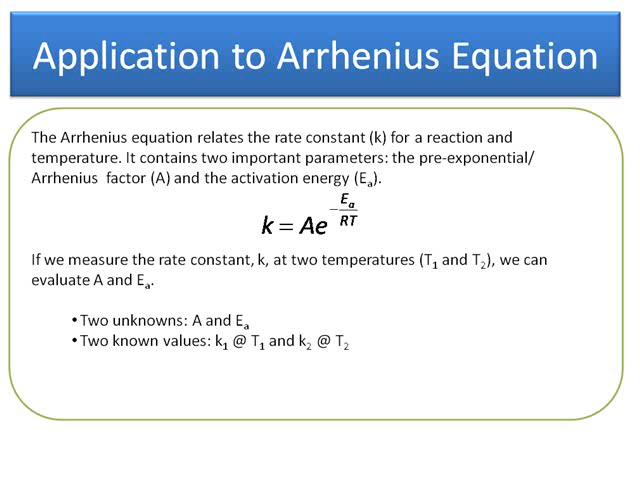 Application to Arrhenius Equation
The Arrhenius equation relates the rate constant (k) for a reaction and
temperature. It contains two important parameters: the pre-exponential/
Arrhenius factor (A) and the activation energy (Eₐ).
k = Ae^(-Eₐ/RT)
If we measure the rate constant, k, at two temperatures (T₁ and T₂), we can
evaluate A and Eₐ.
• Two unknowns: A and Eₐ
• Two known values: k₁ @ T₁ and k₂ @ T₂